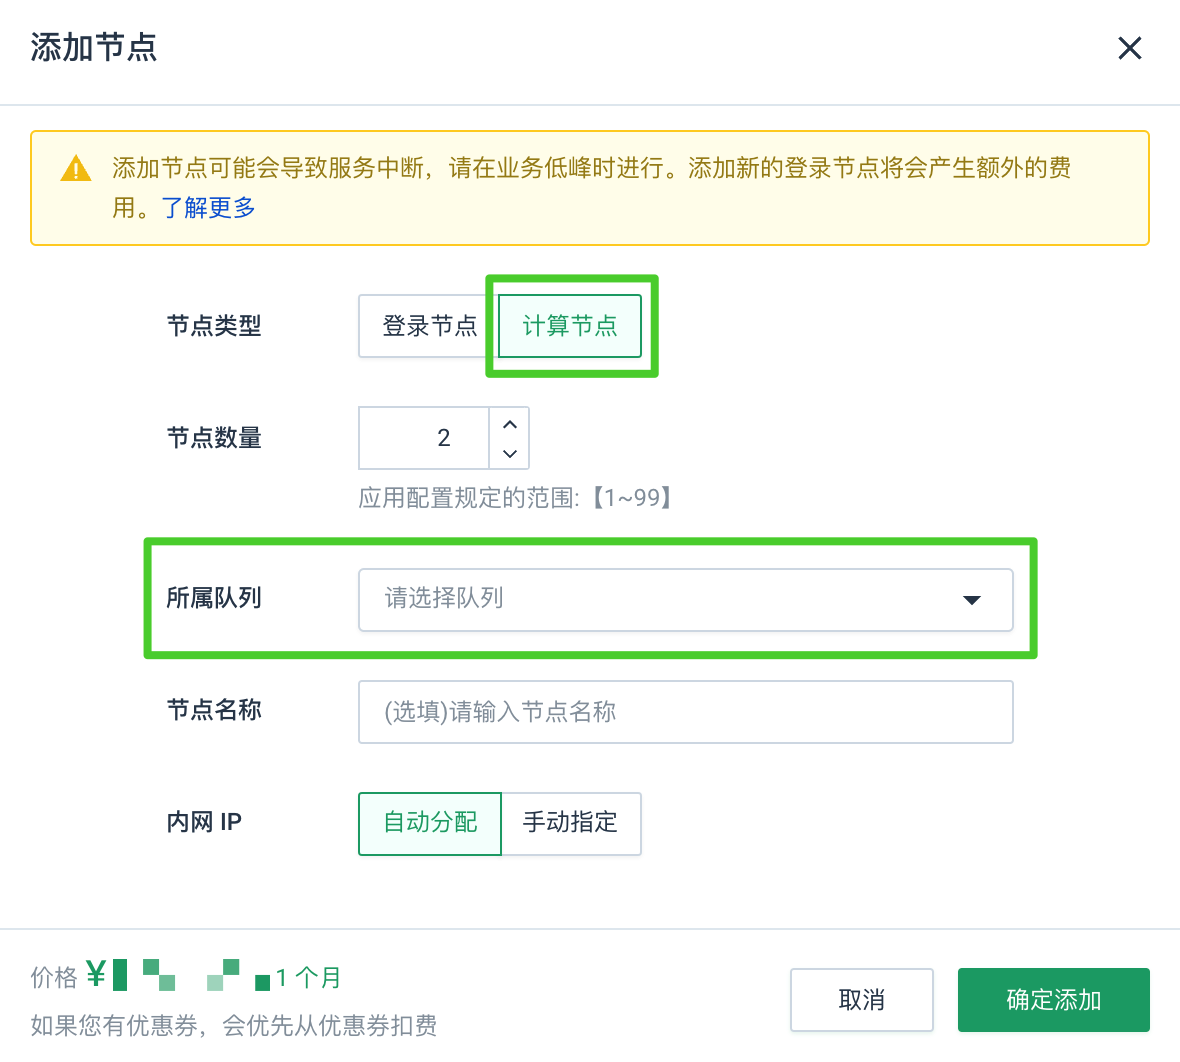 添加节点
添加节点可能会导致服务中断，请在业务低峰时进行。添加新的登录节点将会产生额外的费
用。了解更多
节点类型 登录节点 计算节点
节点数量 2
应用配置规定的范围:【1~99】
所属队列 请选择队列
节点名称 (选填)请输入节点名称
内网 IP 自动分配 手动指定
价格 ¥ 1 个月
如果您有优惠券，会优先从优惠券扣费
取消 确定添加